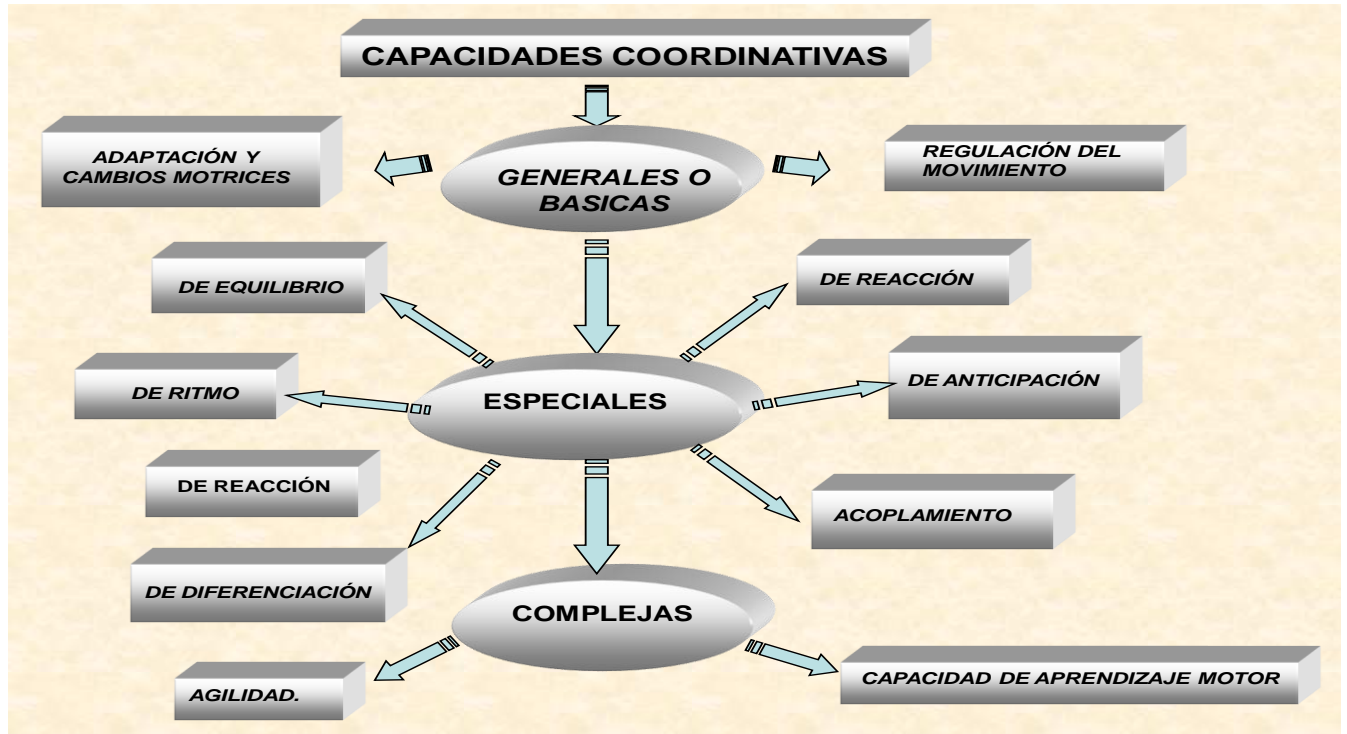 CAPACIDADES COORDINATIVAS
ADAPTACIÓN Y
CAMBIOS MOTRICES
GENERALES O
BASICAS
REGULACIÓN DEL
MOVIMIENTO
DE EQUILIBRIO
DE REACCIÓN
DE RITMO
ESPECIALES
DE ANTICIPACIÓN
DE REACCIÓN
ACOPLAMIENTO
DE DIFERENCIACIÓN
COMPLEJAS
AGILIDAD.
CAPACIDAD DE APRENDIZAJE MOTOR